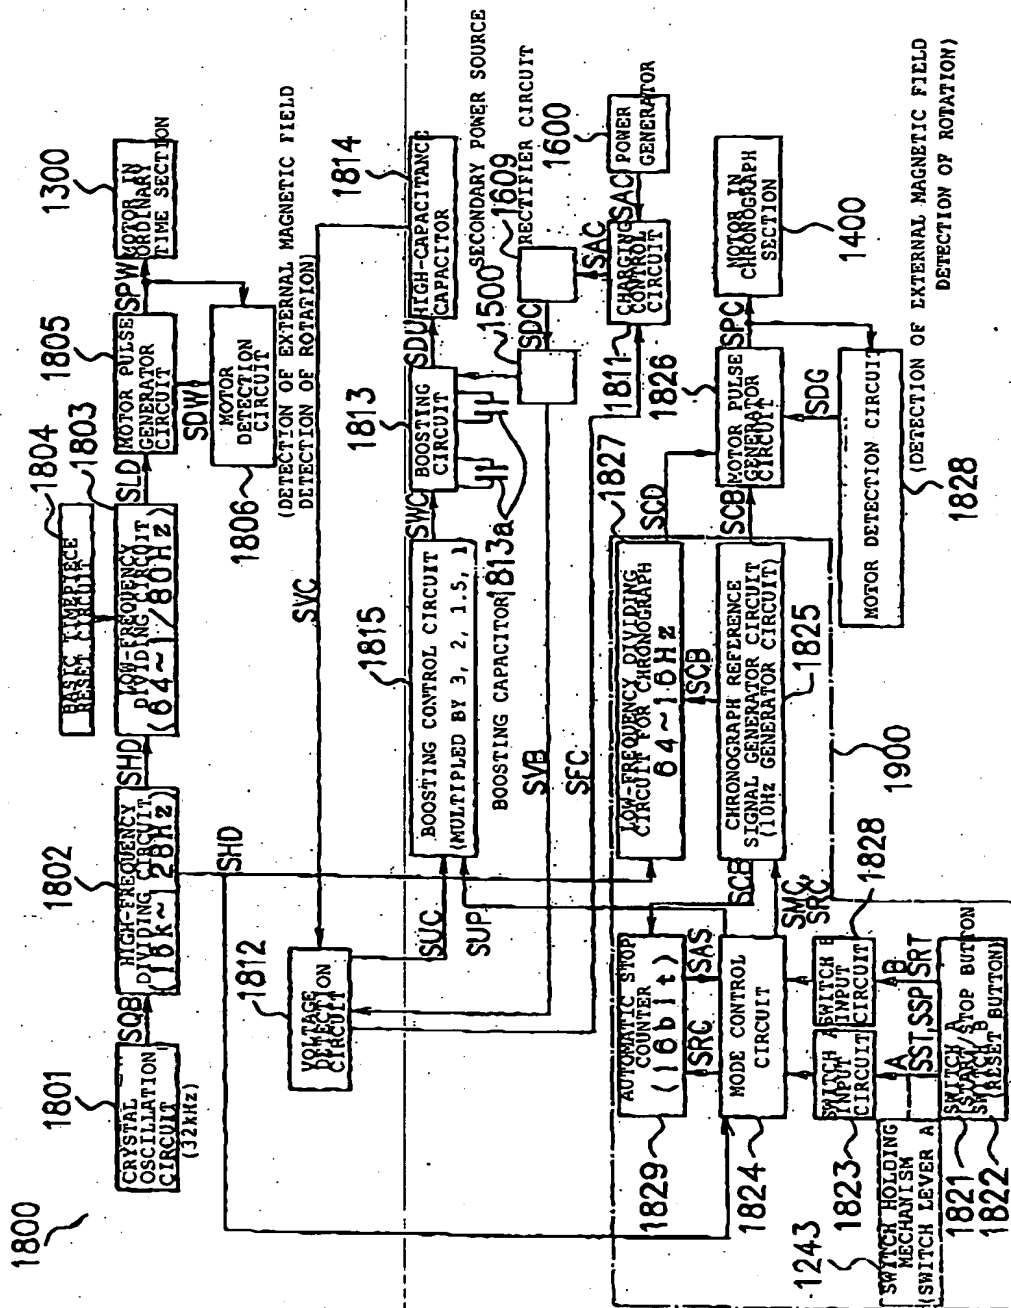 1800
1801
CRYSTAL
OSCILLATION
CIRCUIT
(32kHz)
SQB
1802
HIGH-FREQUENCY
DIVIDING CIRCUIT
(16k~128Hz)
SHD
SHD
1804
BASIC TIMEPIECE
RESET CIRCUIT
1803
LOW-FREQUENCY
DIVIDING CIRCUIT
(64~1/80Hz)
SLD
1805
MOTOR PULSE
GENERATOR
CIRCUIT
SPW
1300
MOTOR IN
ORDINARY
TIME SECTION
SDW
MOTOR
DETECTION
CIRCUIT
1806
(DETECTION OF EXTERNAL MAGNETIC FIELD
DETECTION OF ROTATION)
SVC
1812
VOLTAGE
DETECTION
CIRCUIT
SUC
SUP
1815
BOOSTING CONTROL CIRCUIT
(MULTIPLED BY 3, 2, 1.5, 1
SWC
1813
BOOSTING
CIRCUIT
SDU
1814
HIGH-CAPACITANCE
CAPACITOR
BOOSTING CAPACITOR
1813a
1500
SECONDARY POWER SOURCE
SDC
1609
RECTIFIER CIRCUIT
SVB
SFC
SAC
1811
CHARGING
CONTROL
CIRCUIT
SAC
1600
POWER
GENERATOR
1829
AUTOMATIC STOP
COUNTER
(16bit)
SRC
SAS
SCB
1827
LOW-FREQUENCY DIVIDING
CIRCUIT FOR CHRONOGRAPH
64~16Hz
SCD
SCB
1824
MODE CONTROL
CIRCUIT
SMC,
SRC
CHRONOGRAPH REFERENCE
SIGNAL GENERATOR CIRCUIT
(10Hz GENERATOR CIRCUIT)
1825
SCB
1826
MOTOR PULSE
GENERATOR
CIRCUIT
SPC
MOTOR IN
CHRONOGRAPH
SECTION
1400
SDG
MOTOR DETECTION CIRCUIT
1828
(DETECTION OF EXTERNAL MAGNETIC FIELD
DETECTION OF ROTATION)
1900
1823
SWITCH A
INPUT
CIRCUIT
SWITCH B
INPUT
CIRCUIT
1828
A
SST,SSP
B
SRT
1243
SWITCH HOLDING
MECHANISM
(SWITCH LEVER A)
SWITCH A
(START/STOP BUTTON)
SWITCH B
(RESET BUTTON)
1821
1822